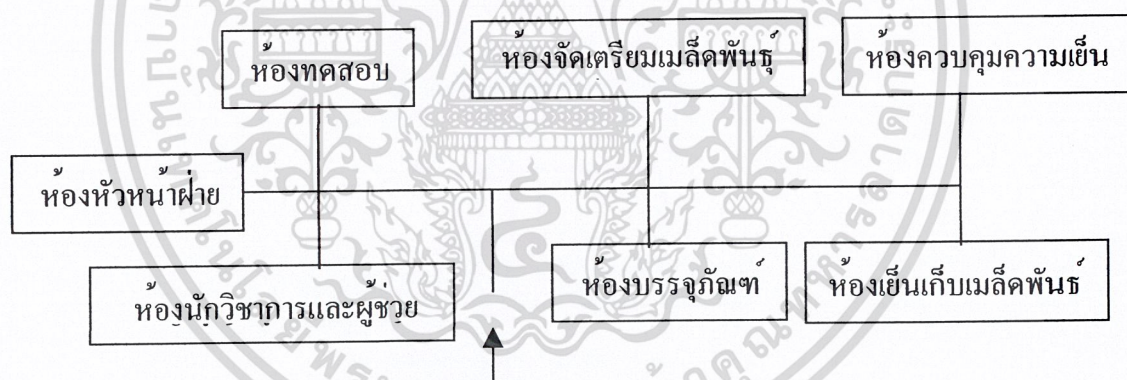 ห้องทดสอบ
ห้องจัดเตรียมเมล็ดพันธุ์
ห้องควบคุมความเย็น
ห้องหัวหน้าฝ่าย
ห้องนักวิชาการและผู้ช่วย
ห้องบรรจุภัณฑ์
ห้องเย็นเก็บเมล็ดพันธ์